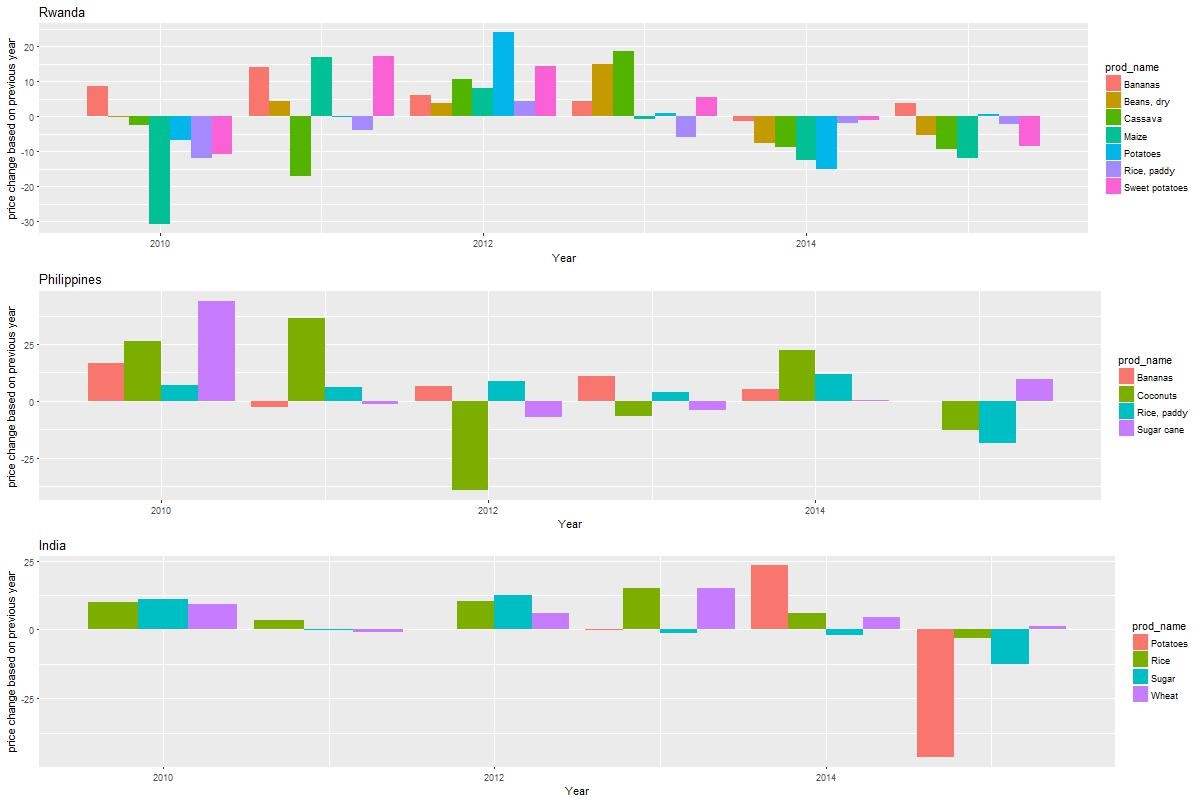 Rwanda
price change based on previous year
20
10
0
-10
-20
-30
2010
2012
2014
Year
prod_name
Bananas
Beans, dry
Cassava
Maize
Potatoes
Rice, paddy
Sweet potatoes
Philippines
price change based on previous year
25
0
-25
2010
2012
2014
Year
prod_name
Bananas
Coconuts
Rice, paddy
Sugar cane
India
price change based on previous year
25
0
-25
2010
2012
2014
Year
prod_name
Potatoes
Rice
Sugar
Wheat